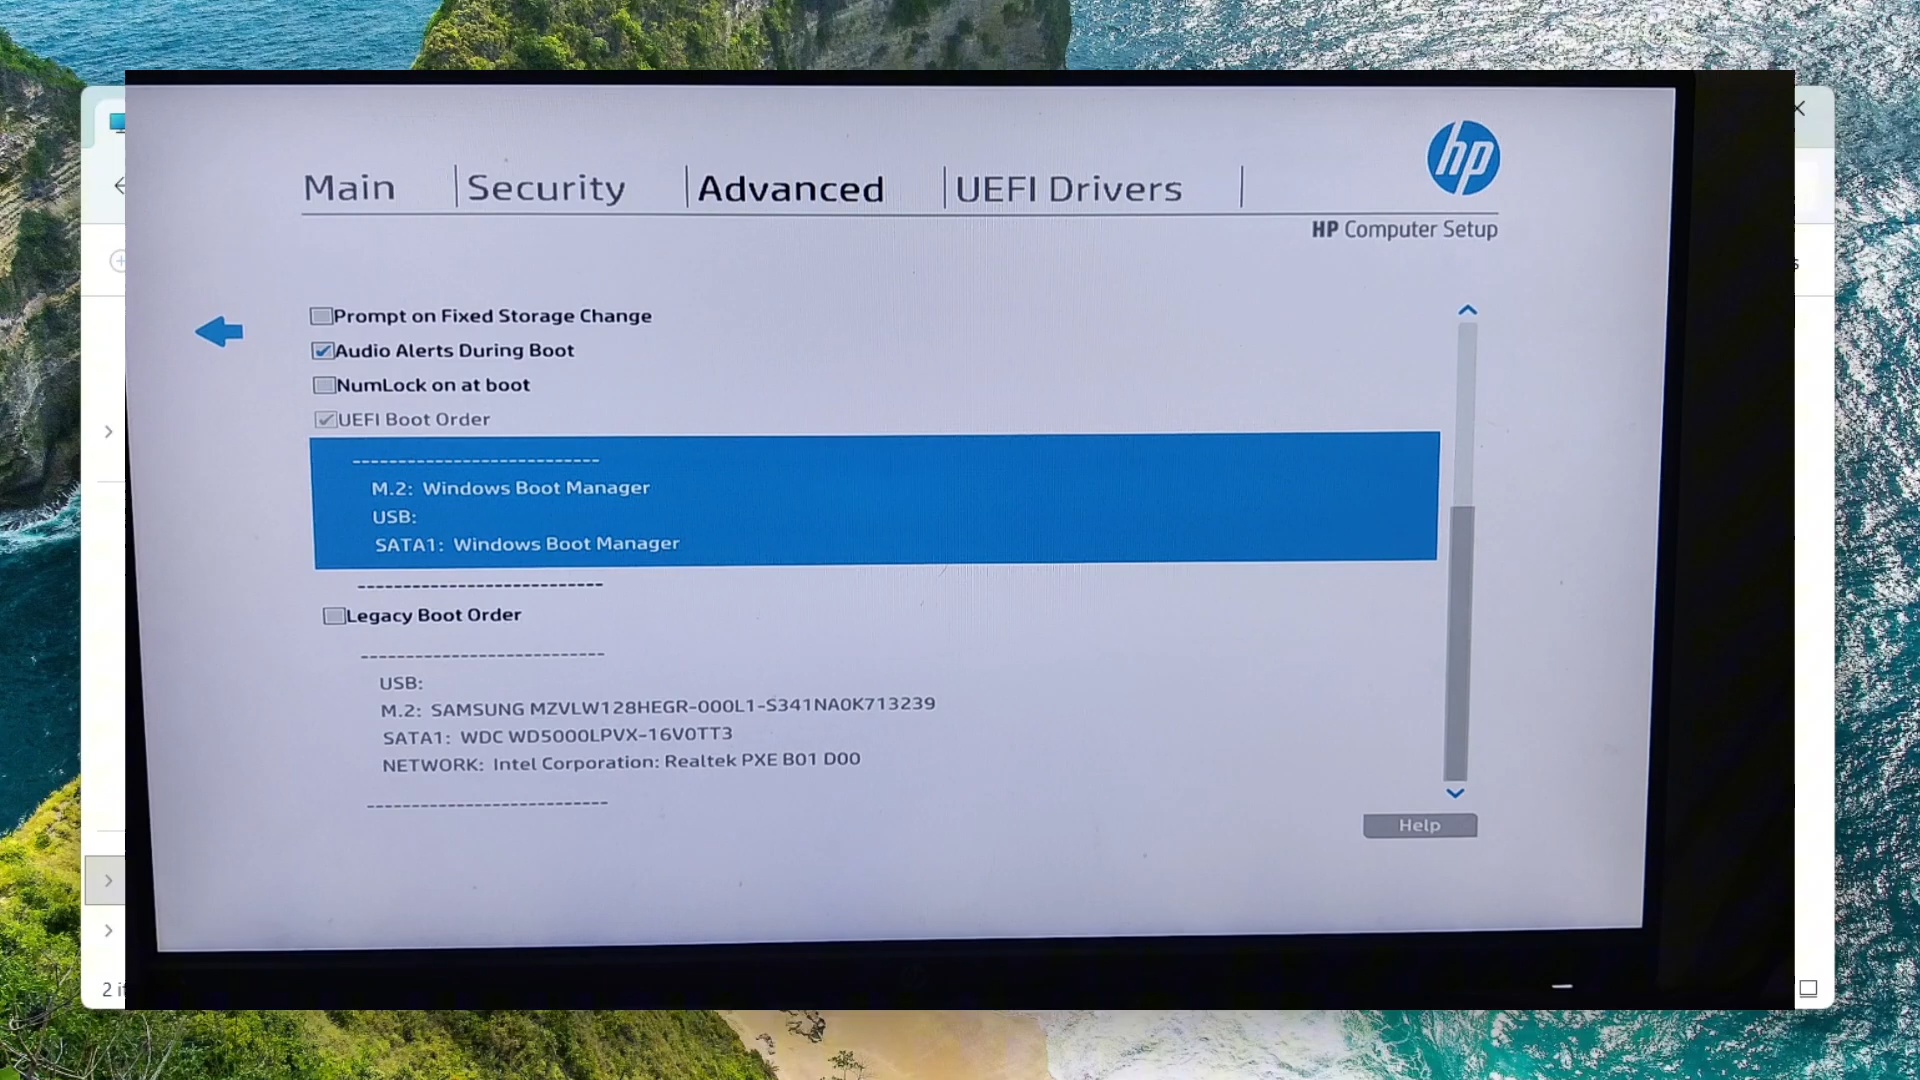 Main
Security
Advanced
UEFI Drivers
hp
HP Computer Setup
Prompt on Fixed Storage Change
Audio Alerts During Boot
NumLock on at boot
UEFI Boot Order
---------------------------
M.2: Windows Boot Manager
USB:
SATA1: Windows Boot Manager
---------------------------
Legacy Boot Order
---------------------------
USB:
M.2: SAMSUNG MZVLW128HEGR-000L1-S341NA0K713239
SATA1: WDC WD5000LPVX-16V0TT3
NETWORK: Intel Corporation: Realtek PXE B01 D00
---------------------------
Help
s
2 it